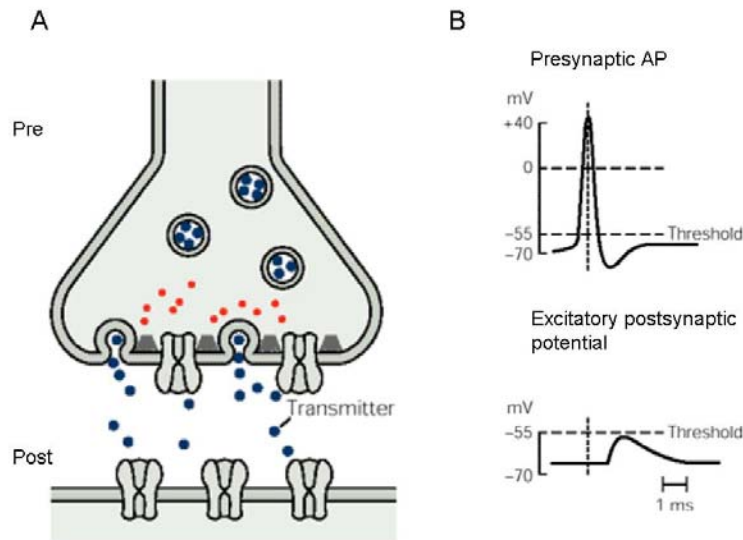 A
Pre
Transmitter
Post
B
Presynaptic AP
mV
+40
0
-55
Threshold
-70
Excitatory postsynaptic
potential
mV
-55
Threshold
-70
1 ms